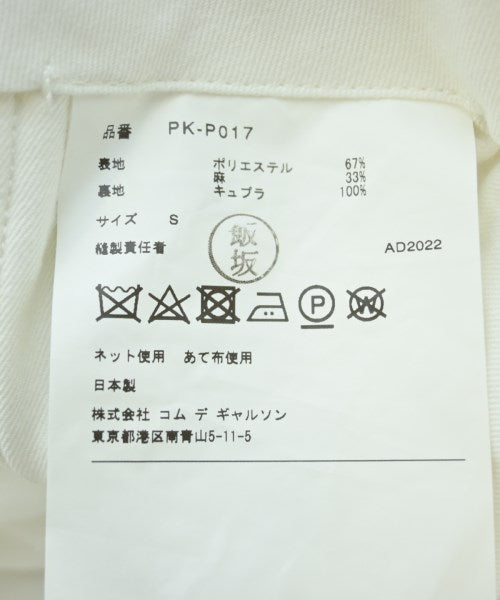 品番 PK-P017
表地 ポリエステル 67%
麻 33%
裏地 キュプラ 100%
サイズ S
縫製責任者 飯坂 AD2022
P W
ネット使用 あて布使用
日本製
株式会社 コム デ ギャルソン
東京都港区南青山5-11-5